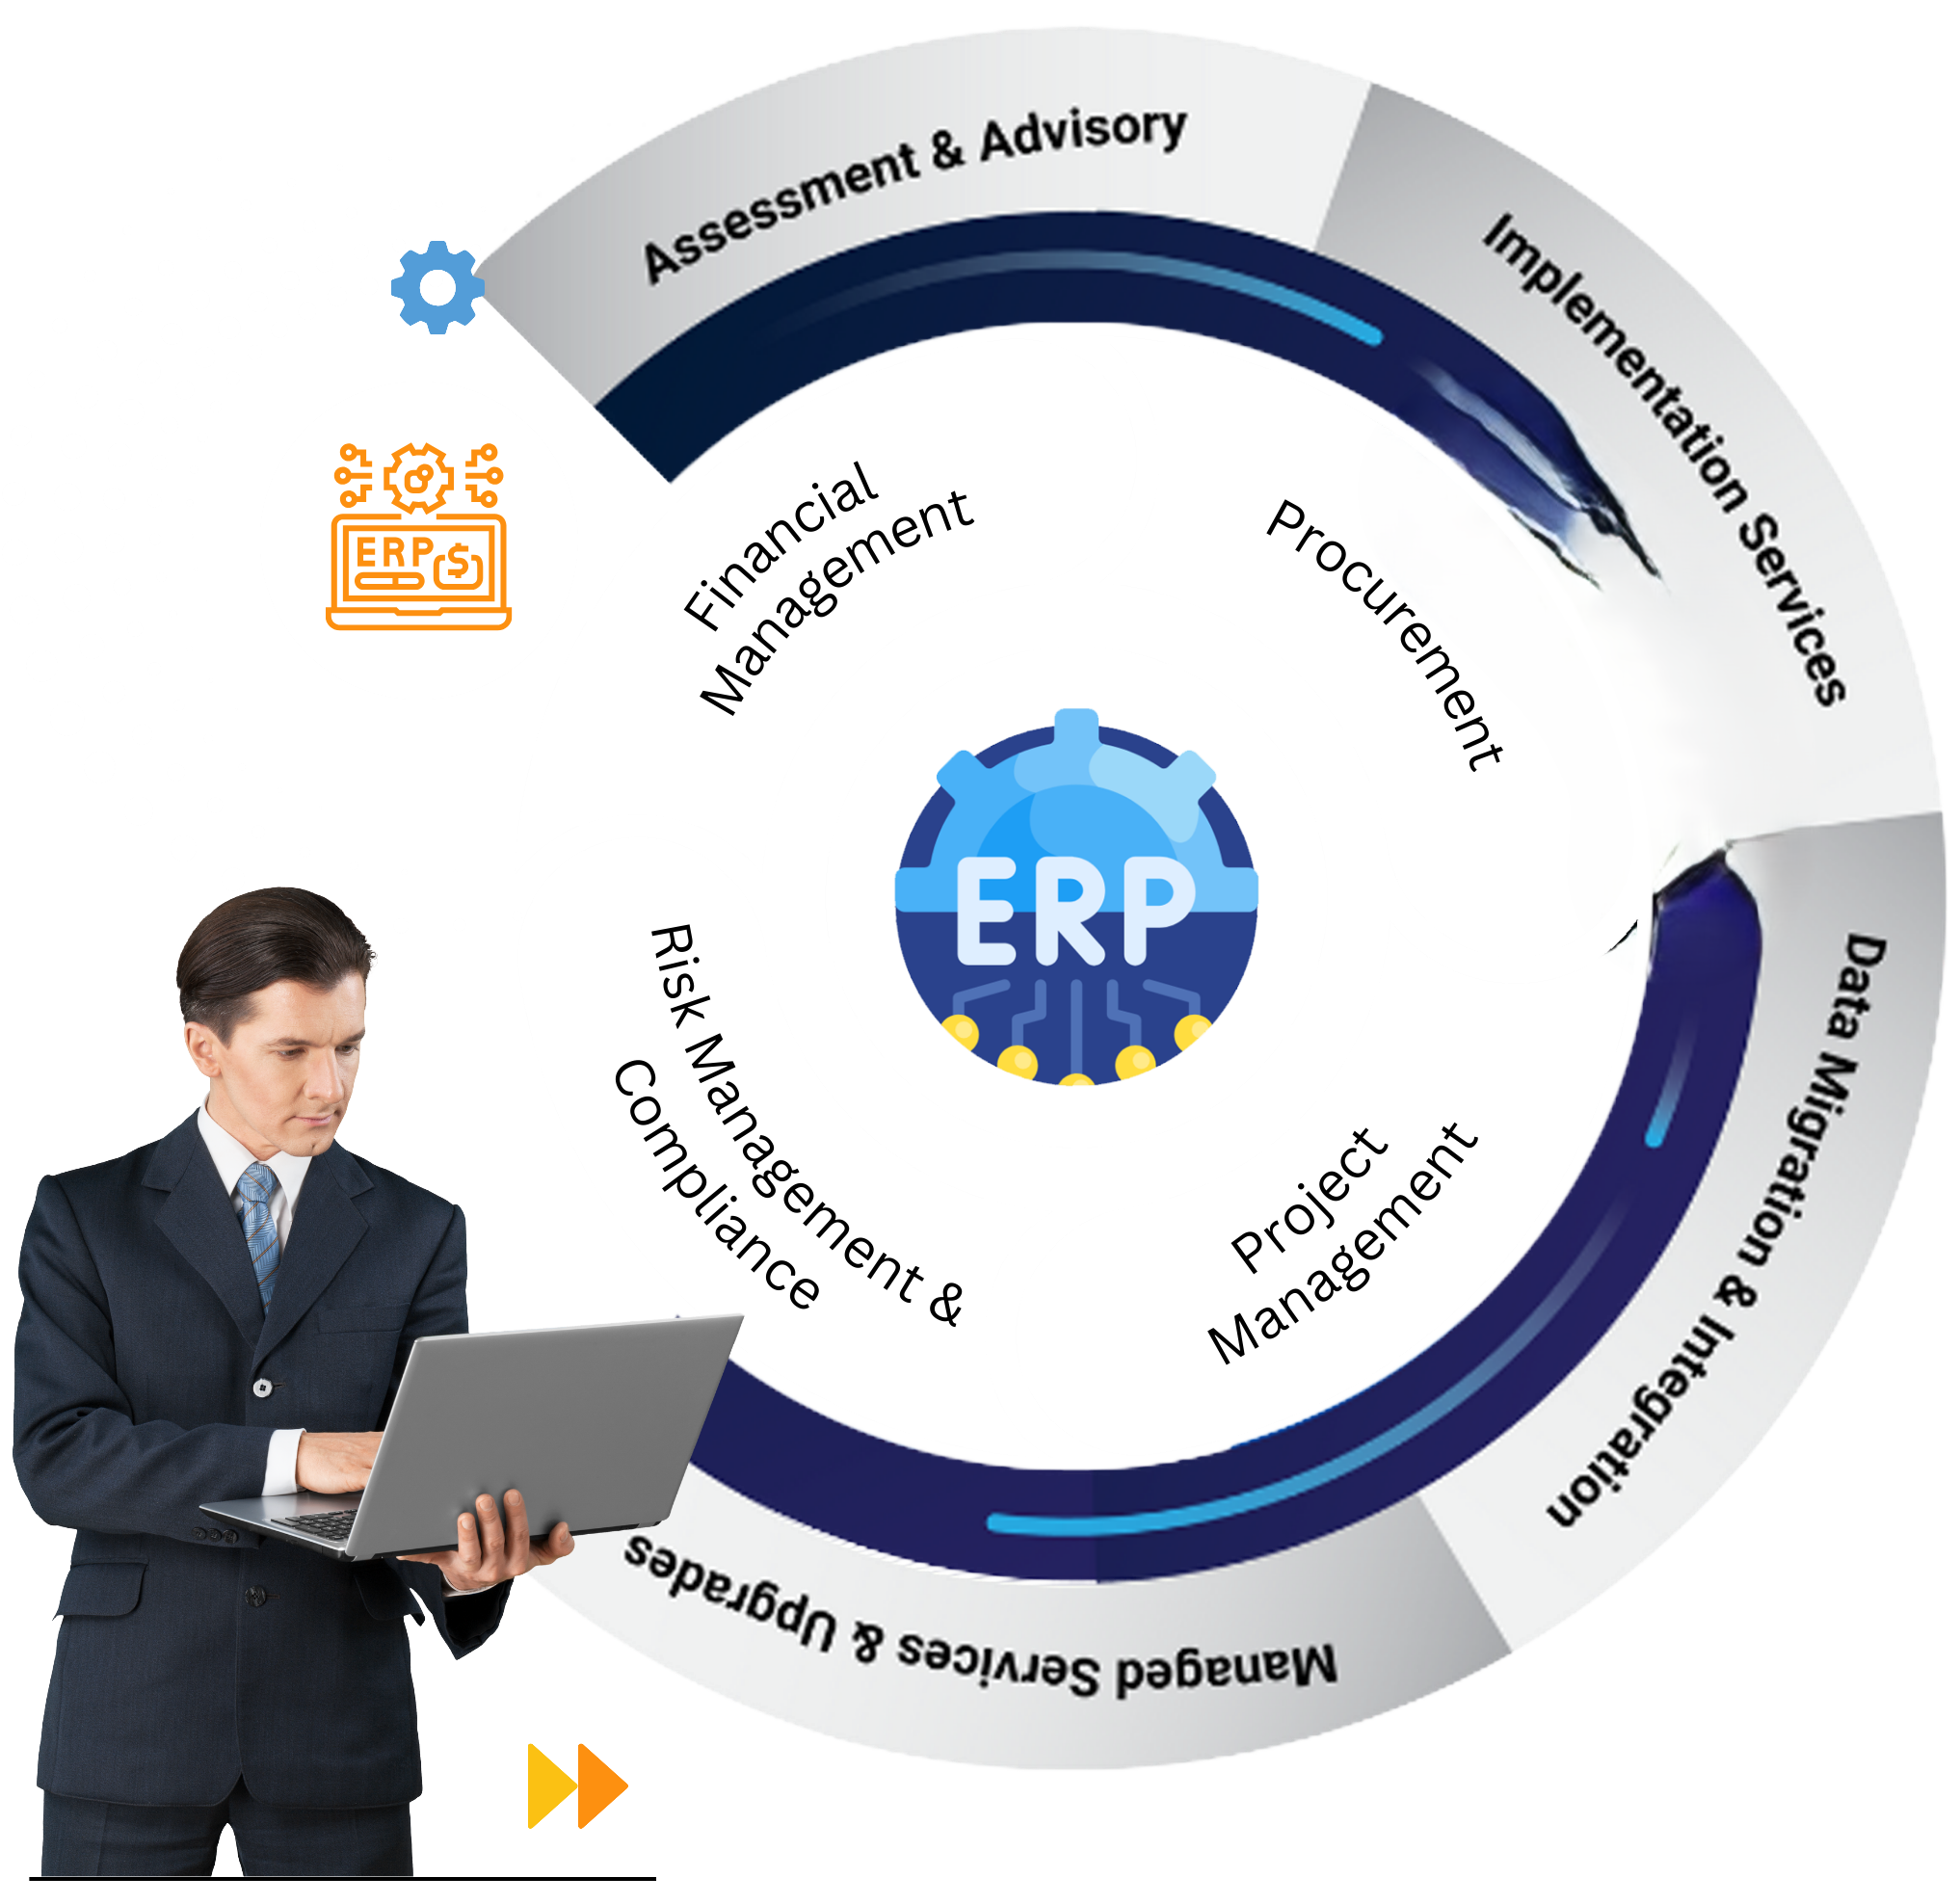 Assessment & Advisory
Implementation Services
Data Migration & Integration
Managed Services & Upgrades
Financial
Management
Procurement
Project
Management
Risk Management &
Compliance
ERP
ERP $